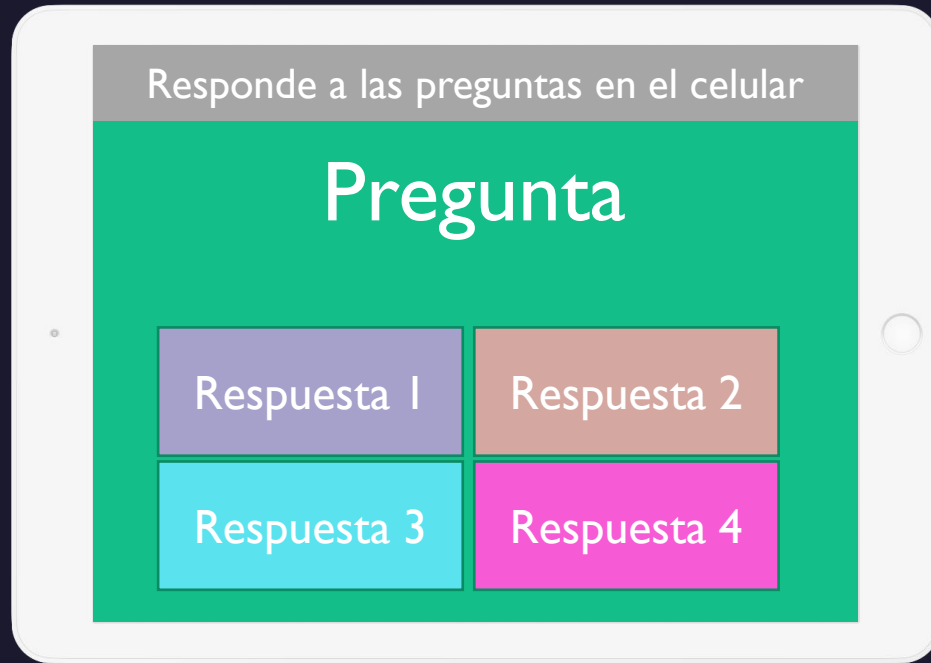 Responde a las preguntas en el celular
Pregunta
Respuesta 1
Respuesta 2
Respuesta 3
Respuesta 4